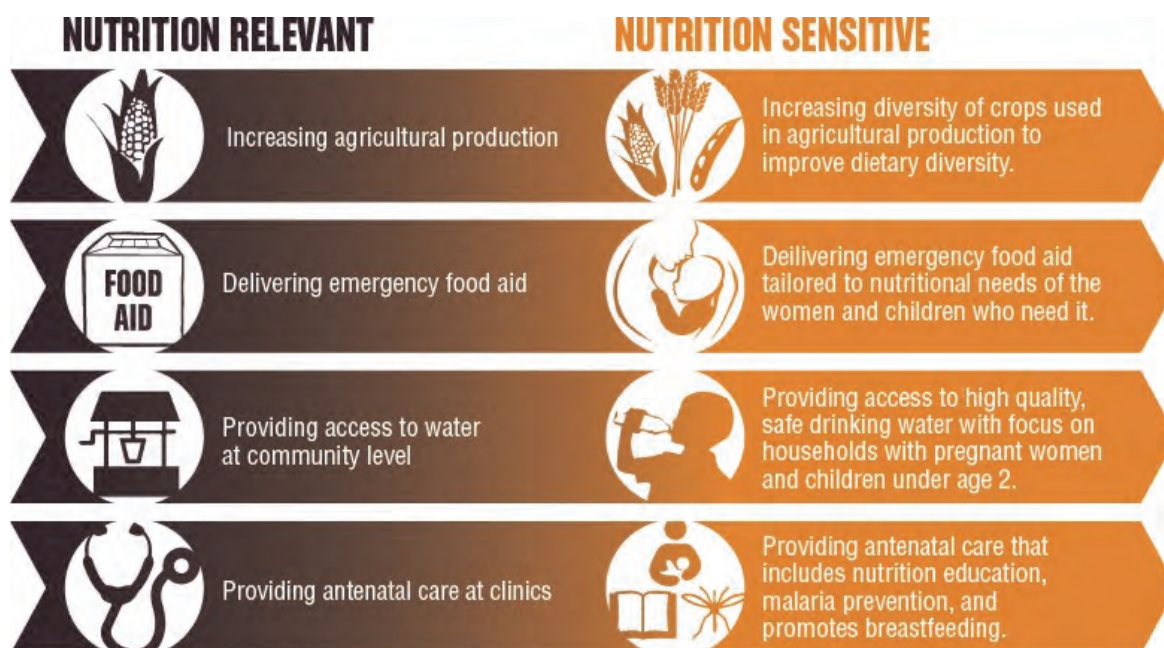 NUTRITION RELEVANT
NUTRITION SENSITIVE
Increasing agricultural production
Increasing diversity of crops used
in agricultural production to
improve dietary diversity.
FOOD
AID
Delivering emergency food aid
Deilivering emergency food aid
tailored to nutritional needs of the
women and children who need it.
Providing access to water
at community level
Providing access to high quality,
safe drinking water with focus on
households with pregnant women
and children under age 2.
Providing antenatal care at clinics
Providing antenatal care that
includes nutrition education,
malaria prevention, and
promotes breastfeeding.